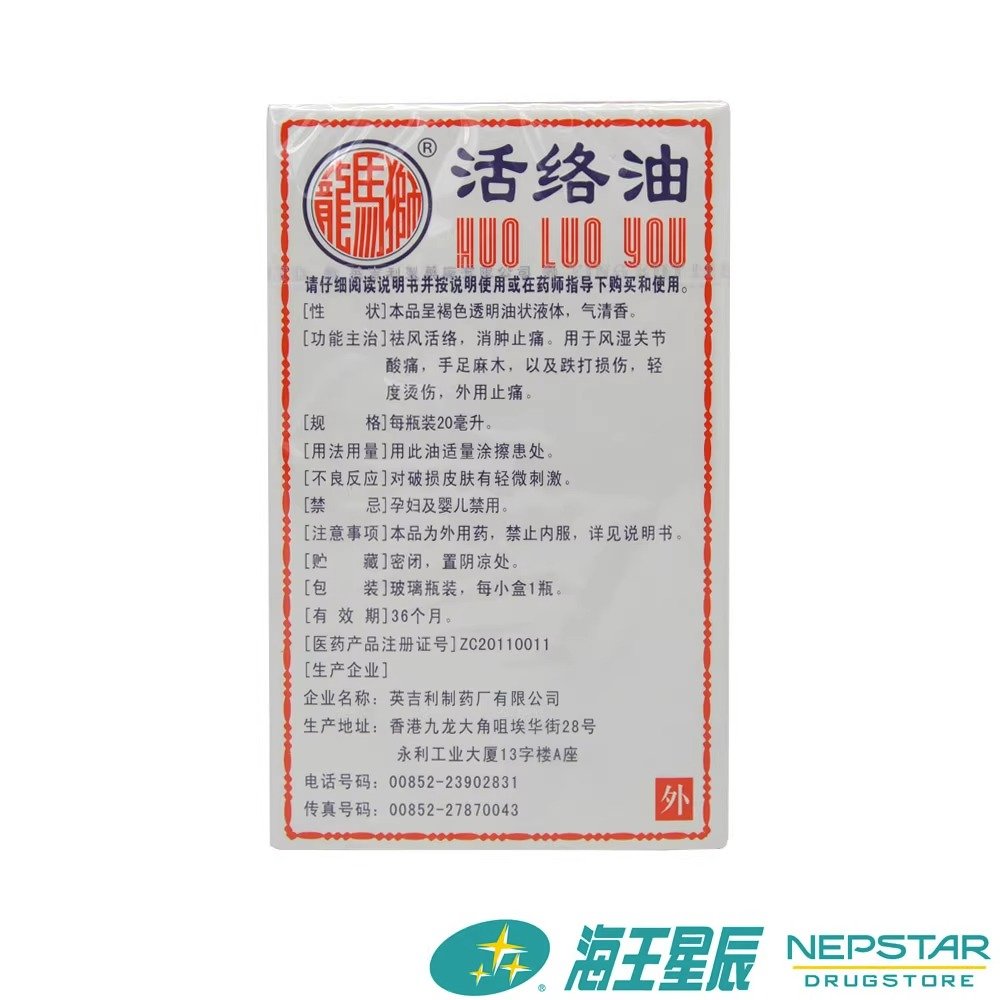 龍馬獅® 活络油
HUO LUO YOU
请仔细阅读说明书并按说明使用或在药师指导下购买和使用。
[性　　状]本品呈褐色透明油状液体，气清香。
[功能主治]祛风活络，消肿止痛。用于风湿关节
酸痛，手足麻木，以及跌打损伤，轻
度烫伤，外用止痛。
[规　　格]每瓶装20毫升。
[用法用量]用此油适量涂擦患处。
[不良反应]对破损皮肤有轻微刺激。
[禁　　忌]孕妇及婴儿禁用。
[注意事项]本品为外用药，禁止内服，详见说明书。
[贮　　藏]密闭，置阴凉处。
[包　　装]玻璃瓶装，每小盒1瓶。
[有 效 期]36个月。
[医药产品注册证号]ZC20110011
[生产企业]
企业名称：英吉利制药厂有限公司
生产地址：香港九龙大角咀埃华街28号
永利工业大厦13字楼A座
电话号码：00852-23902831
传真号码：00852-27870043
外
海王星辰 NEPSTAR
DRUGSTORE